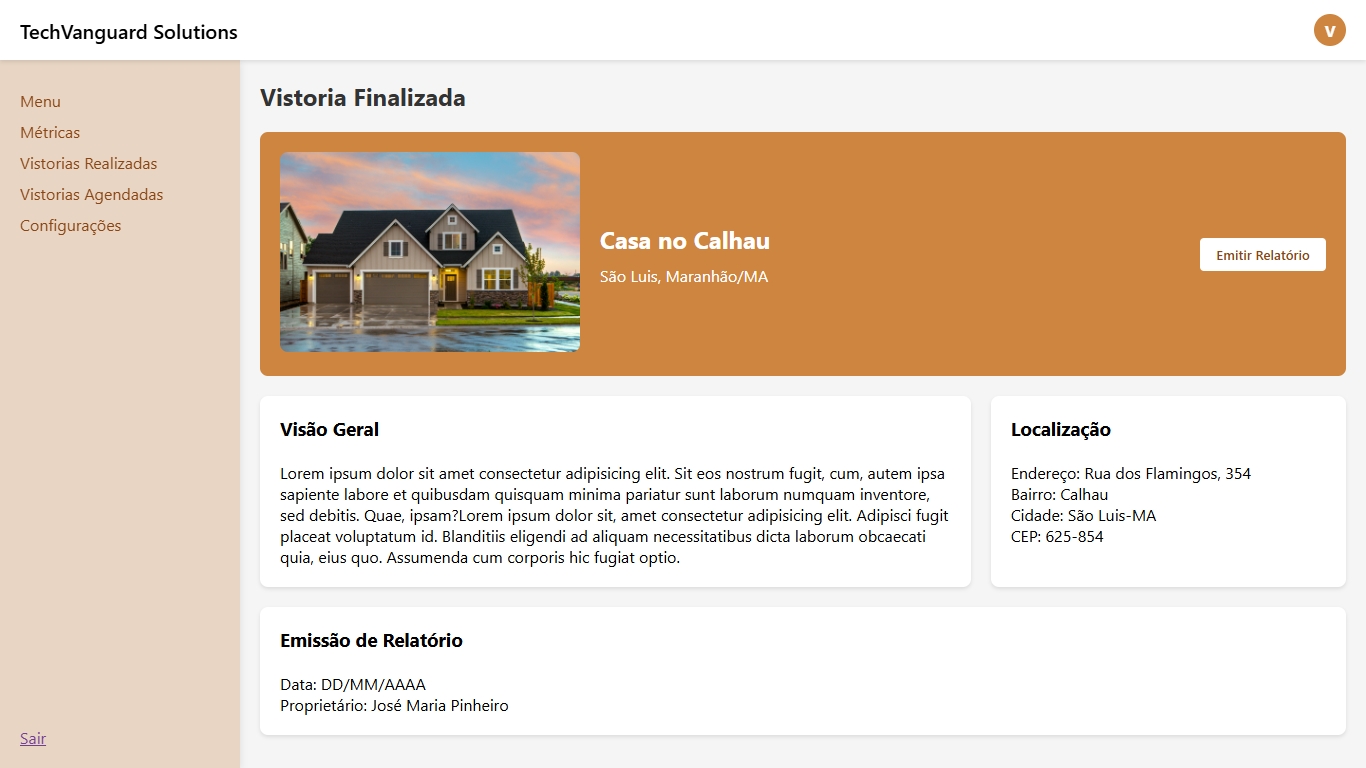 TechVanguard Solutions
V
Menu
Métricas
Vistorias Realizadas
Vistorias Agendadas
Configurações
Sair
Vistoria Finalizada
Casa no Calhau
São Luis, Maranhão/MA
Emitir Relatório
Visão Geral
Lorem ipsum dolor sit amet consectetur adipisicing elit. Sit eos nostrum fugit, cum, autem ipsa
sapiente labore et quibusdam quisquam minima pariatur sunt laborum numquam inventore,
sed debitis. Quae, ipsam?Lorem ipsum dolor sit, amet consectetur adipisicing elit. Adipisci fugit
placeat voluptatum id. Blanditiis eligendi ad aliquam necessitatibus dicta laborum obcaecati
quia, eius quo. Assumenda cum corporis hic fugiat optio.
Localização
Endereço: Rua dos Flamingos, 354
Bairro: Calhau
Cidade: São Luis-MA
CEP: 625-854
Emissão de Relatório
Data: DD/MM/AAAA
Proprietário: José Maria Pinheiro